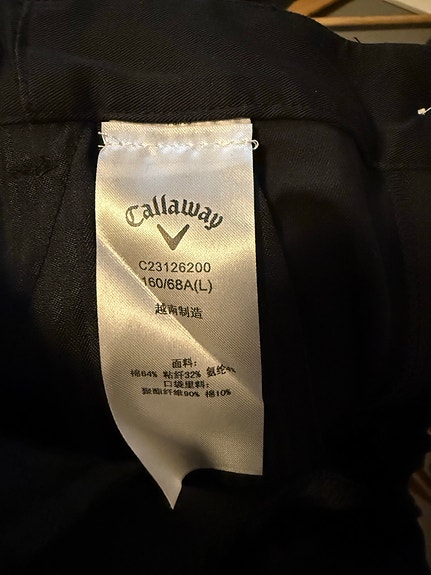 Callaway
C23126200
160/68A(L)
越南制造
面料:
棉64% 粘纤32% 氨纶4%
口袋里料:
聚酯纤维90% 棉10%